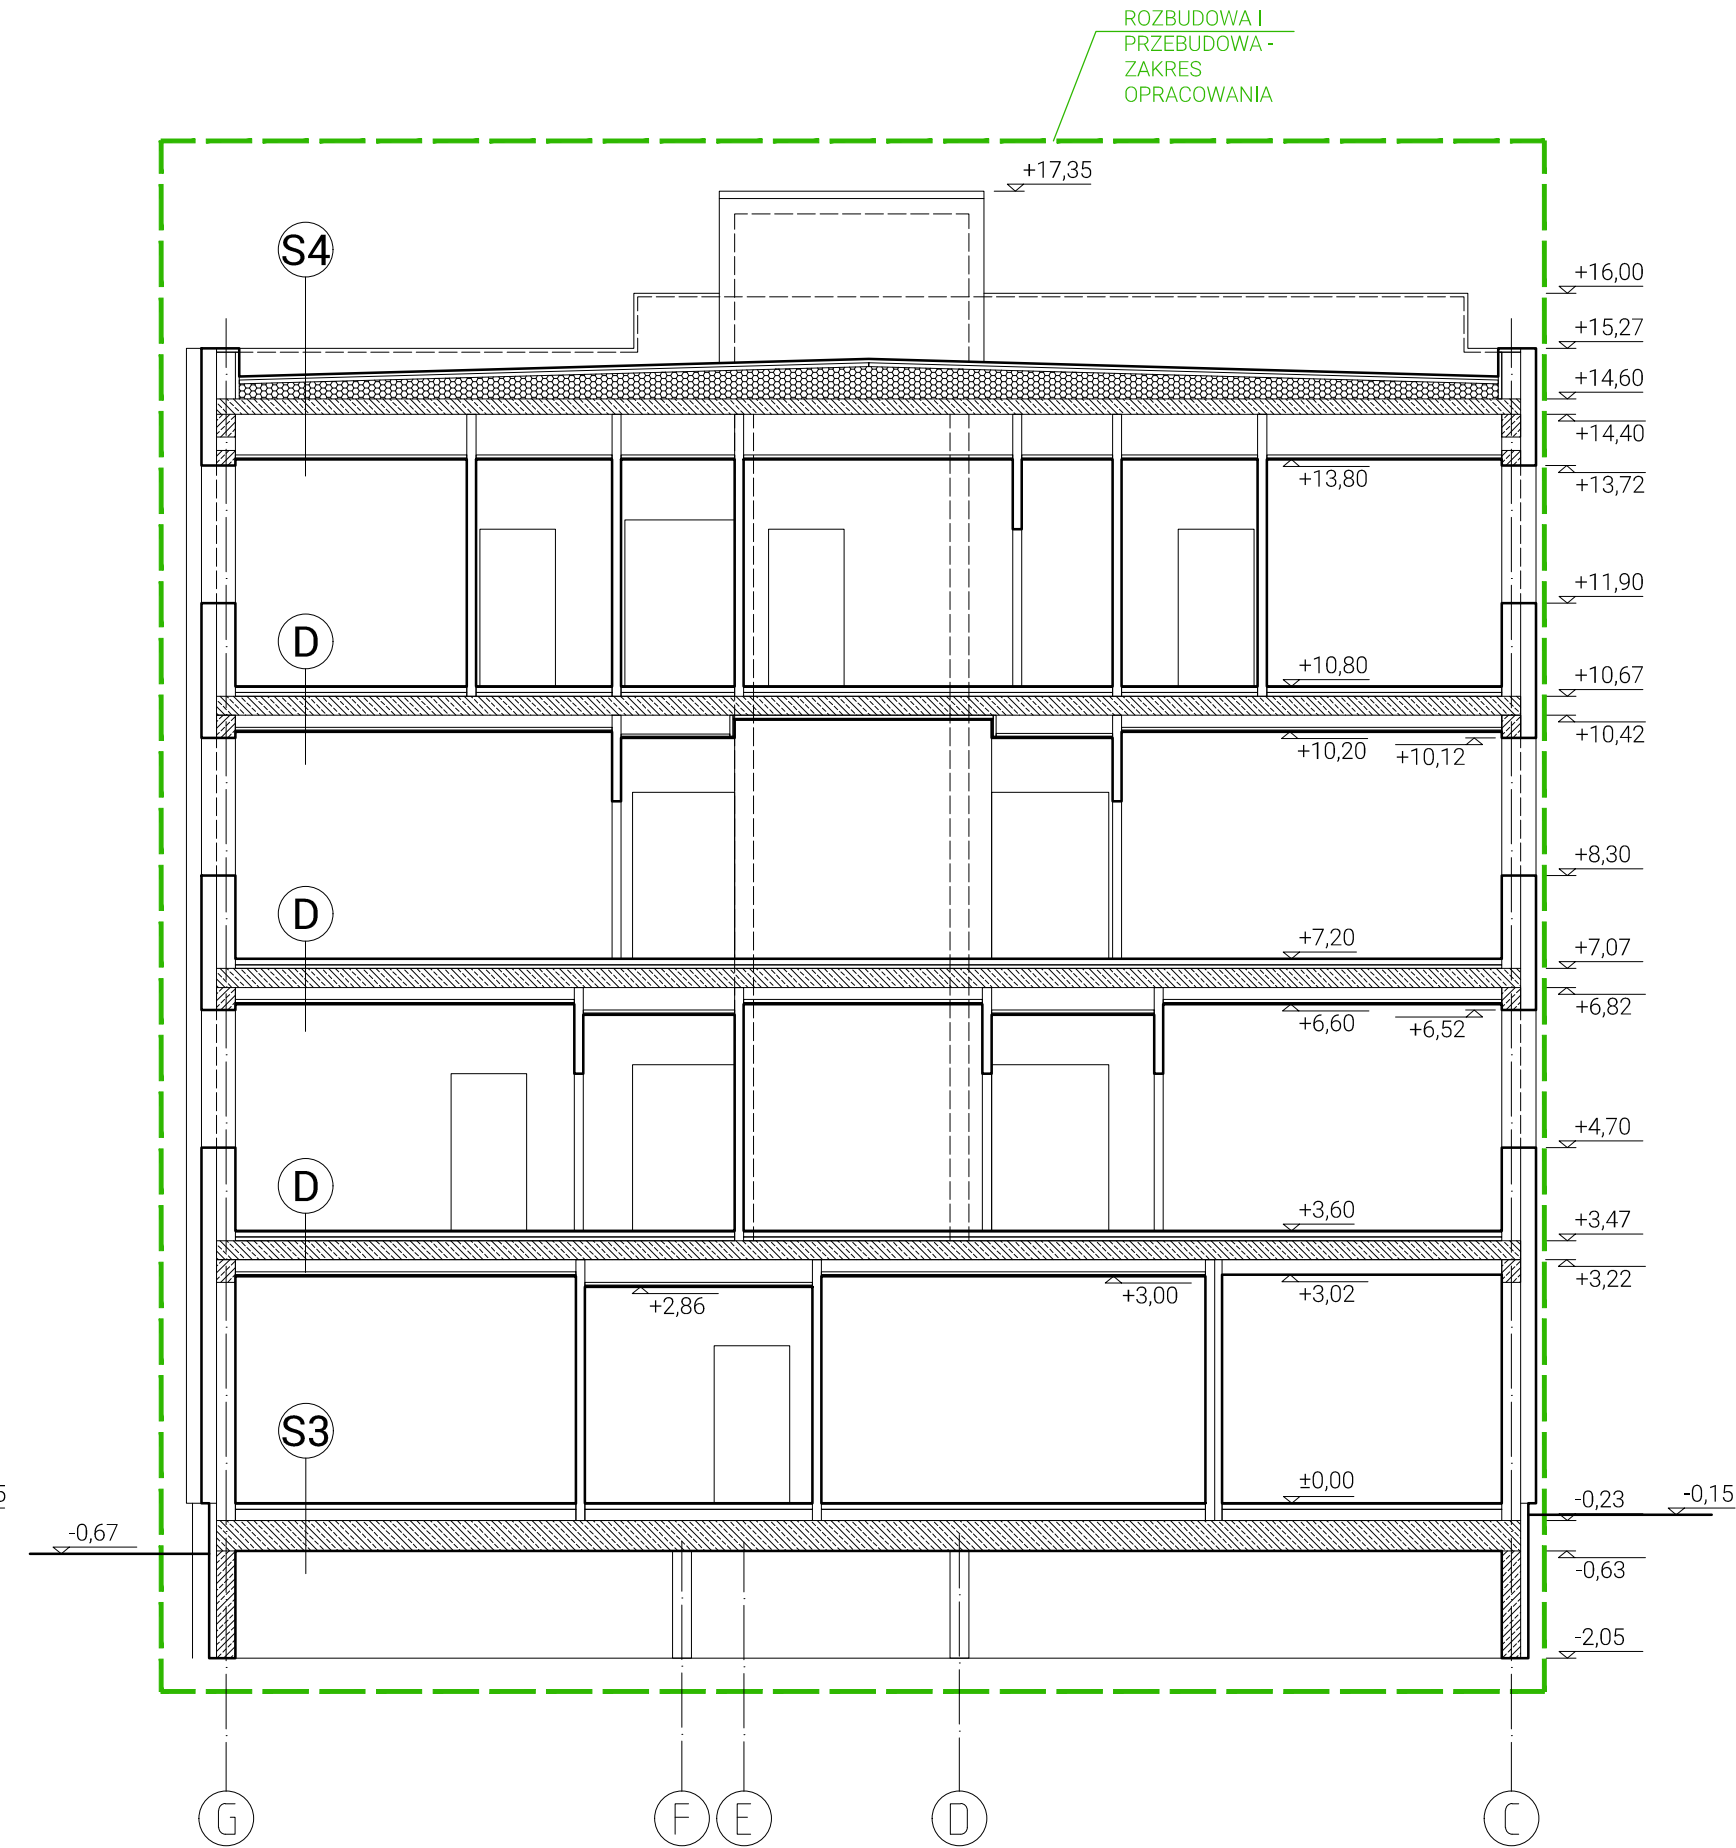 ROZBUDOWA I
PRZEBUDOWA -
ZAKRES
OPRACOWANIA
+17,35
S4
+16,00
+15,27
+14,60
+14,40
+13,80
+13,72
+11,90
D
+10,80
+10,67
+10,42
+10,20
+10,12
+8,30
D
+7,20
+7,07
+6,82
+6,60
+6,52
+4,70
D
+3,60
+3,47
+3,22
+3,02
+3,00
+2,86
S3
±0,00
-0,23
-0,15
-0,67
-0,63
-2,05
G
F
E
D
C